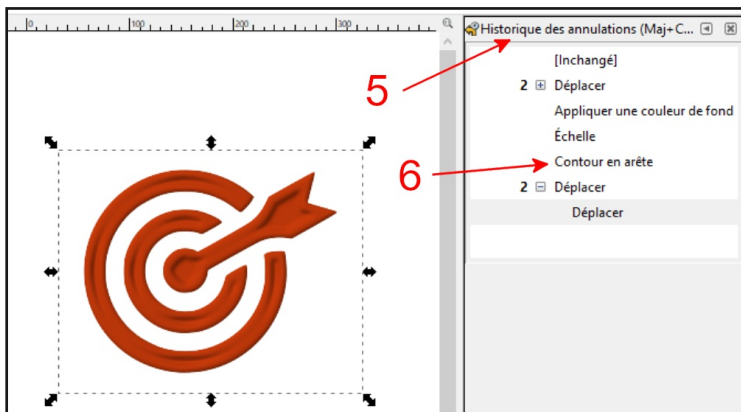 0 100 200 300
Historique des annulations (Maj+C...
5
[Inchangé]
2 Déplacer
Appliquer une couleur de fond
Échelle
6
Contour en arête
2 Déplacer
Déplacer